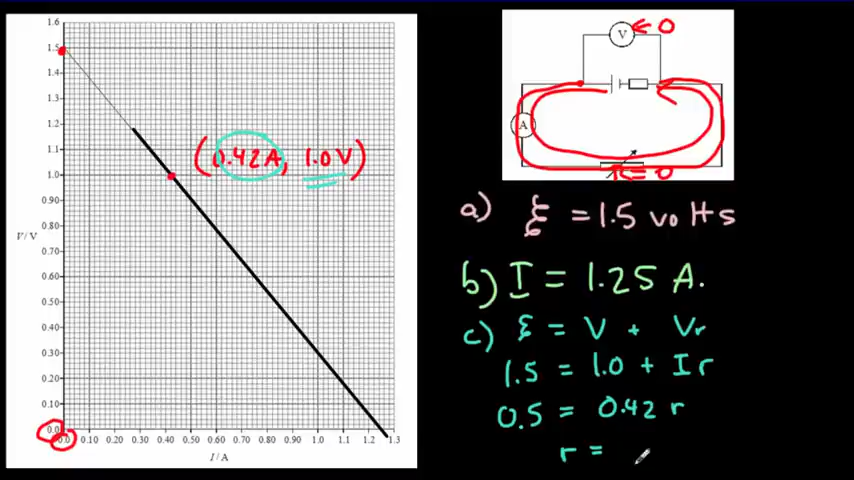 1.6
1.5
1.4
1.3
1.2
1.1
1.0
0.90
0.80
0.70
0.60
0.50
0.40
0.30
0.20
0.10
0.0
V/V
0.0 0.10 0.20 0.30 0.40 0.50 0.60 0.70 0.80 0.90 1.0 1.1 1.2 1.3
I/A
(0.42A, 1.0V)
V ← 0
A
R = 0
a) ξ = 1.5 volts
b) I = 1.25 A.
c) ξ = V + Vr
1.5 = 1.0 + Ir
0.5 = 0.42 r
r =